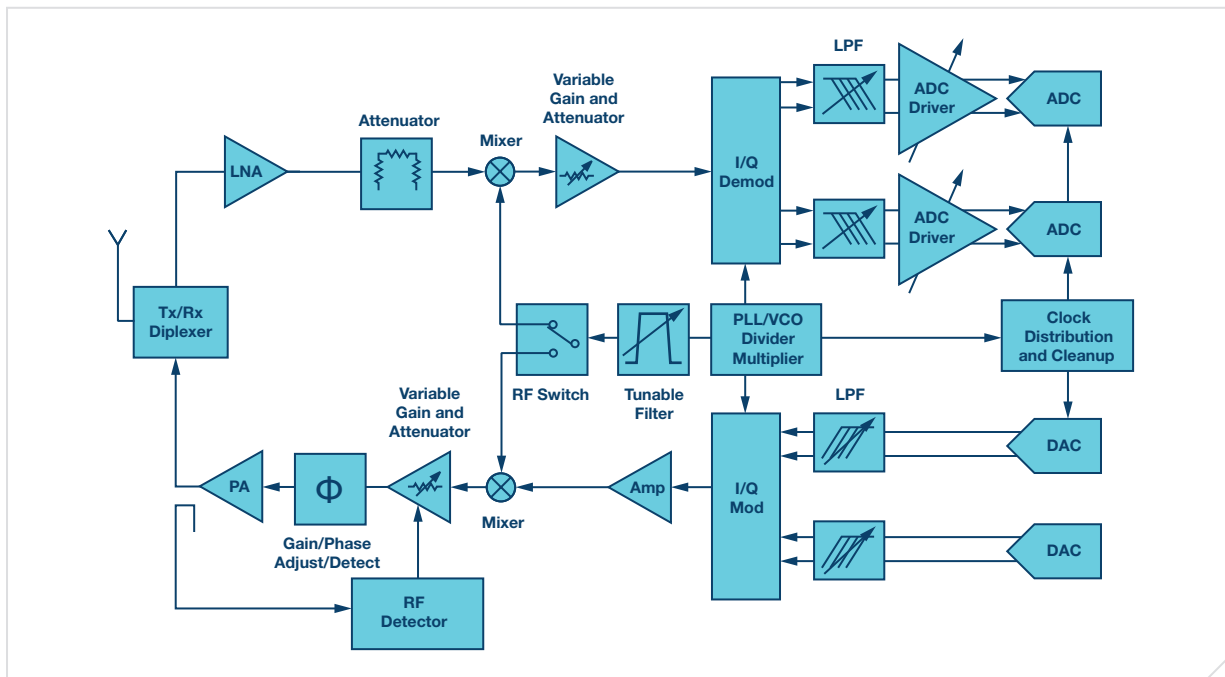 LPF
Variable
Gain and
Attenuator
ADC
Driver
ADC
Attenuator
Mixer
LNA
I/Q
Demod
ADC
Driver
ADC
Tx/Rx
Diplexer
RF Switch
Tunable
Filter
PLL/VCO
Divider
Multiplier
Clock
Distribution
and Cleanup
Variable
Gain and
Attenuator
LPF
DAC
PA
Φ
Gain/Phase
Adjust/Detect
Mixer
Amp
I/Q
Mod
DAC
RF
Detector